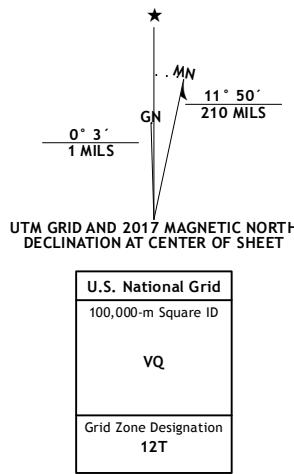 MN
GN
11° 50´
210 MILS
0° 3´
1 MILS
UTM GRID AND 2017 MAGNETIC NORTH
DECLINATION AT CENTER OF SHEET
U.S. National Grid
100,000-m Square ID
VQ
Grid Zone Designation
12T